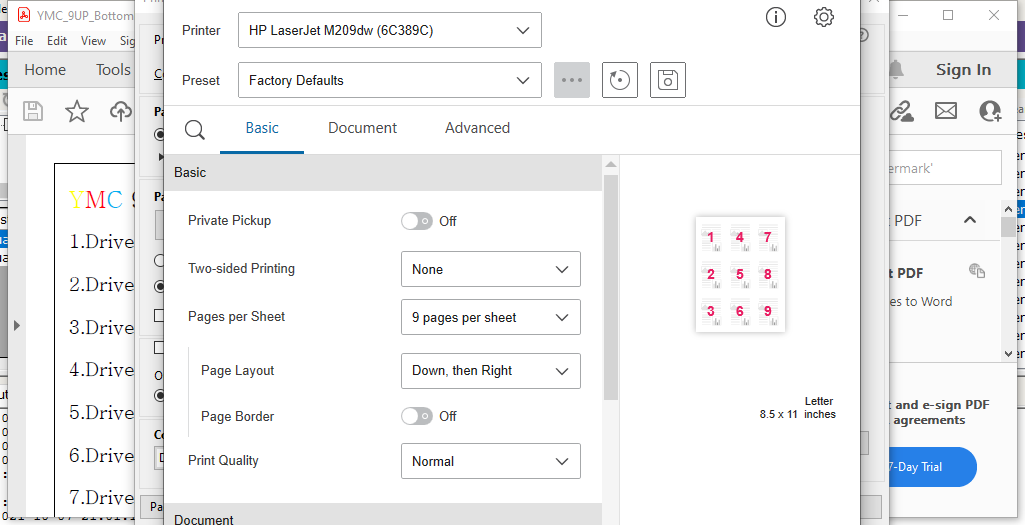 YMC_9UP_Bottom
File Edit View Sig
Home Tools
Sign In
YMC 9
1.Drive
2.Drive
3.Drive
4.Drive
5.Drive
6.Drive
7.Drive
Printer HP LaserJet M209dw (6C389C)
Preset Factory Defaults
Basic Document Advanced
Basic
Private Pickup Off
Two-sided Printing None
Pages per Sheet 9 pages per sheet
Page Layout Down, then Right
Page Border Off
Print Quality Normal
Document
1 4 7
2 5 8
3 6 9
Letter
8.5 x 11 inches
ermark'
PDF
t PDF
es to Word
t and e-sign PDF
agreements
7-Day Trial
Pa